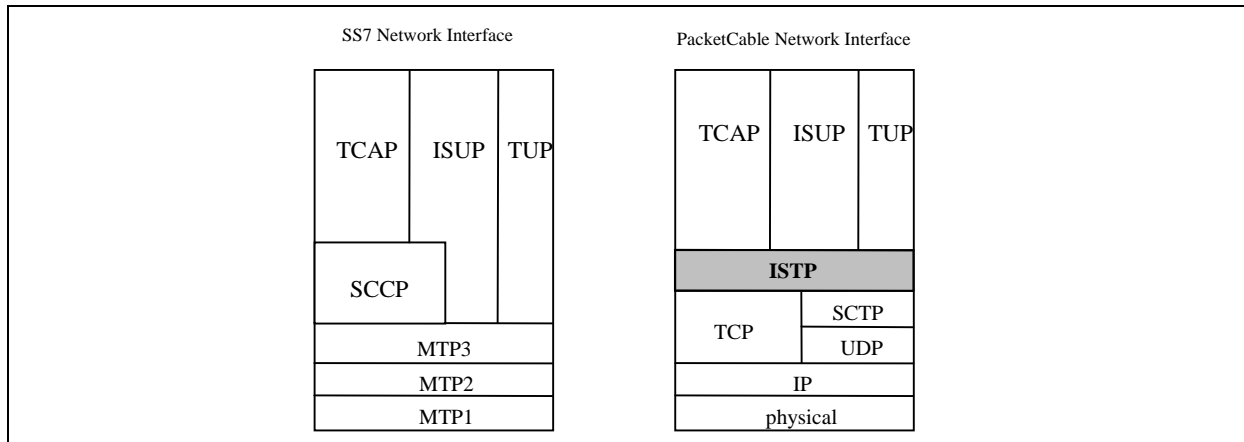 SS7 Network Interface
TCAP ISUP TUP
SCCP
MTP3
MTP2
MTP1
PacketCable Network Interface
TCAP ISUP TUP
ISTP
TCP
SCTP
UDP
IP
physical